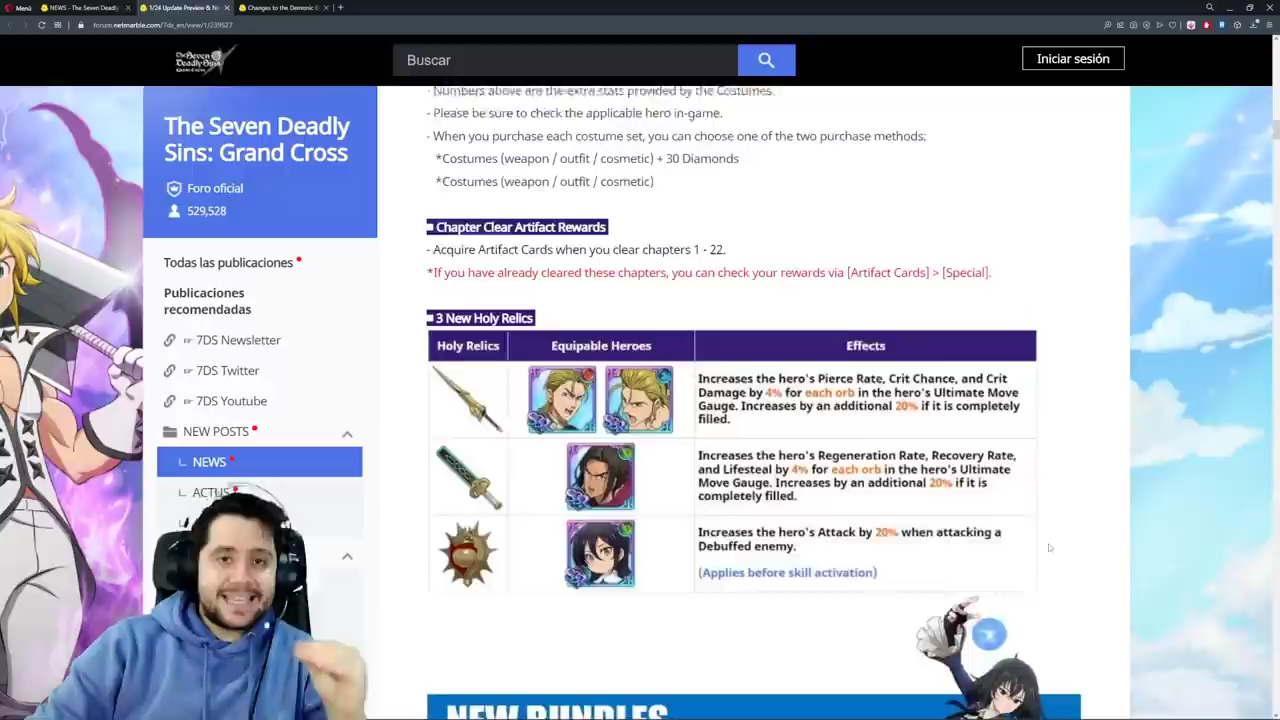 Menú
NEWS - The Seven Deadly
1/24 Update Preview & Ne
Changes to the Demonic B
forum.netmarble.com/7ds_en/view/1/239527
The Seven
Deadly Sins
GRAND CROSS
Buscar
Iniciar sesión
The Seven Deadly
Sins: Grand Cross
Foro oficial
529,528
Todas las publicaciones
Publicaciones
recomendadas
☞ 7DS Newsletter
☞ 7DS Twitter
☞ 7DS Youtube
NEW POSTS
NEWS
ACTUS
- Numbers above are the extra stats provided by the Costumes.
- Please be sure to check the applicable hero in-game.
- When you purchase each costume set, you can choose one of the two purchase methods;
*Costumes (weapon / outfit / cosmetic) + 30 Diamonds
*Costumes (weapon / outfit / cosmetic)
■ Chapter Clear Artifact Rewards
- Acquire Artifact Cards when you clear chapters 1 - 22.
*If you have already cleared these chapters, you can check your rewards via [Artifact Cards] > [Special].
■ 3 New Holy Relics
Holy Relics Equipable Heroes Effects
Increases the hero's Pierce Rate, Crit Chance, and Crit
Damage by 4% for each orb in the hero's Ultimate Move
Gauge. Increases by an additional 20% if it is completely
filled.
Increases the hero's Regeneration Rate, Recovery Rate,
and Lifesteal by 4% for each orb in the hero's Ultimate
Move Gauge. Increases by an additional 20% if it is
completely filled.
Increases the hero's Attack by 20% when attacking a
Debuffed enemy.
(Applies before skill activation)
NEW BUNDLES